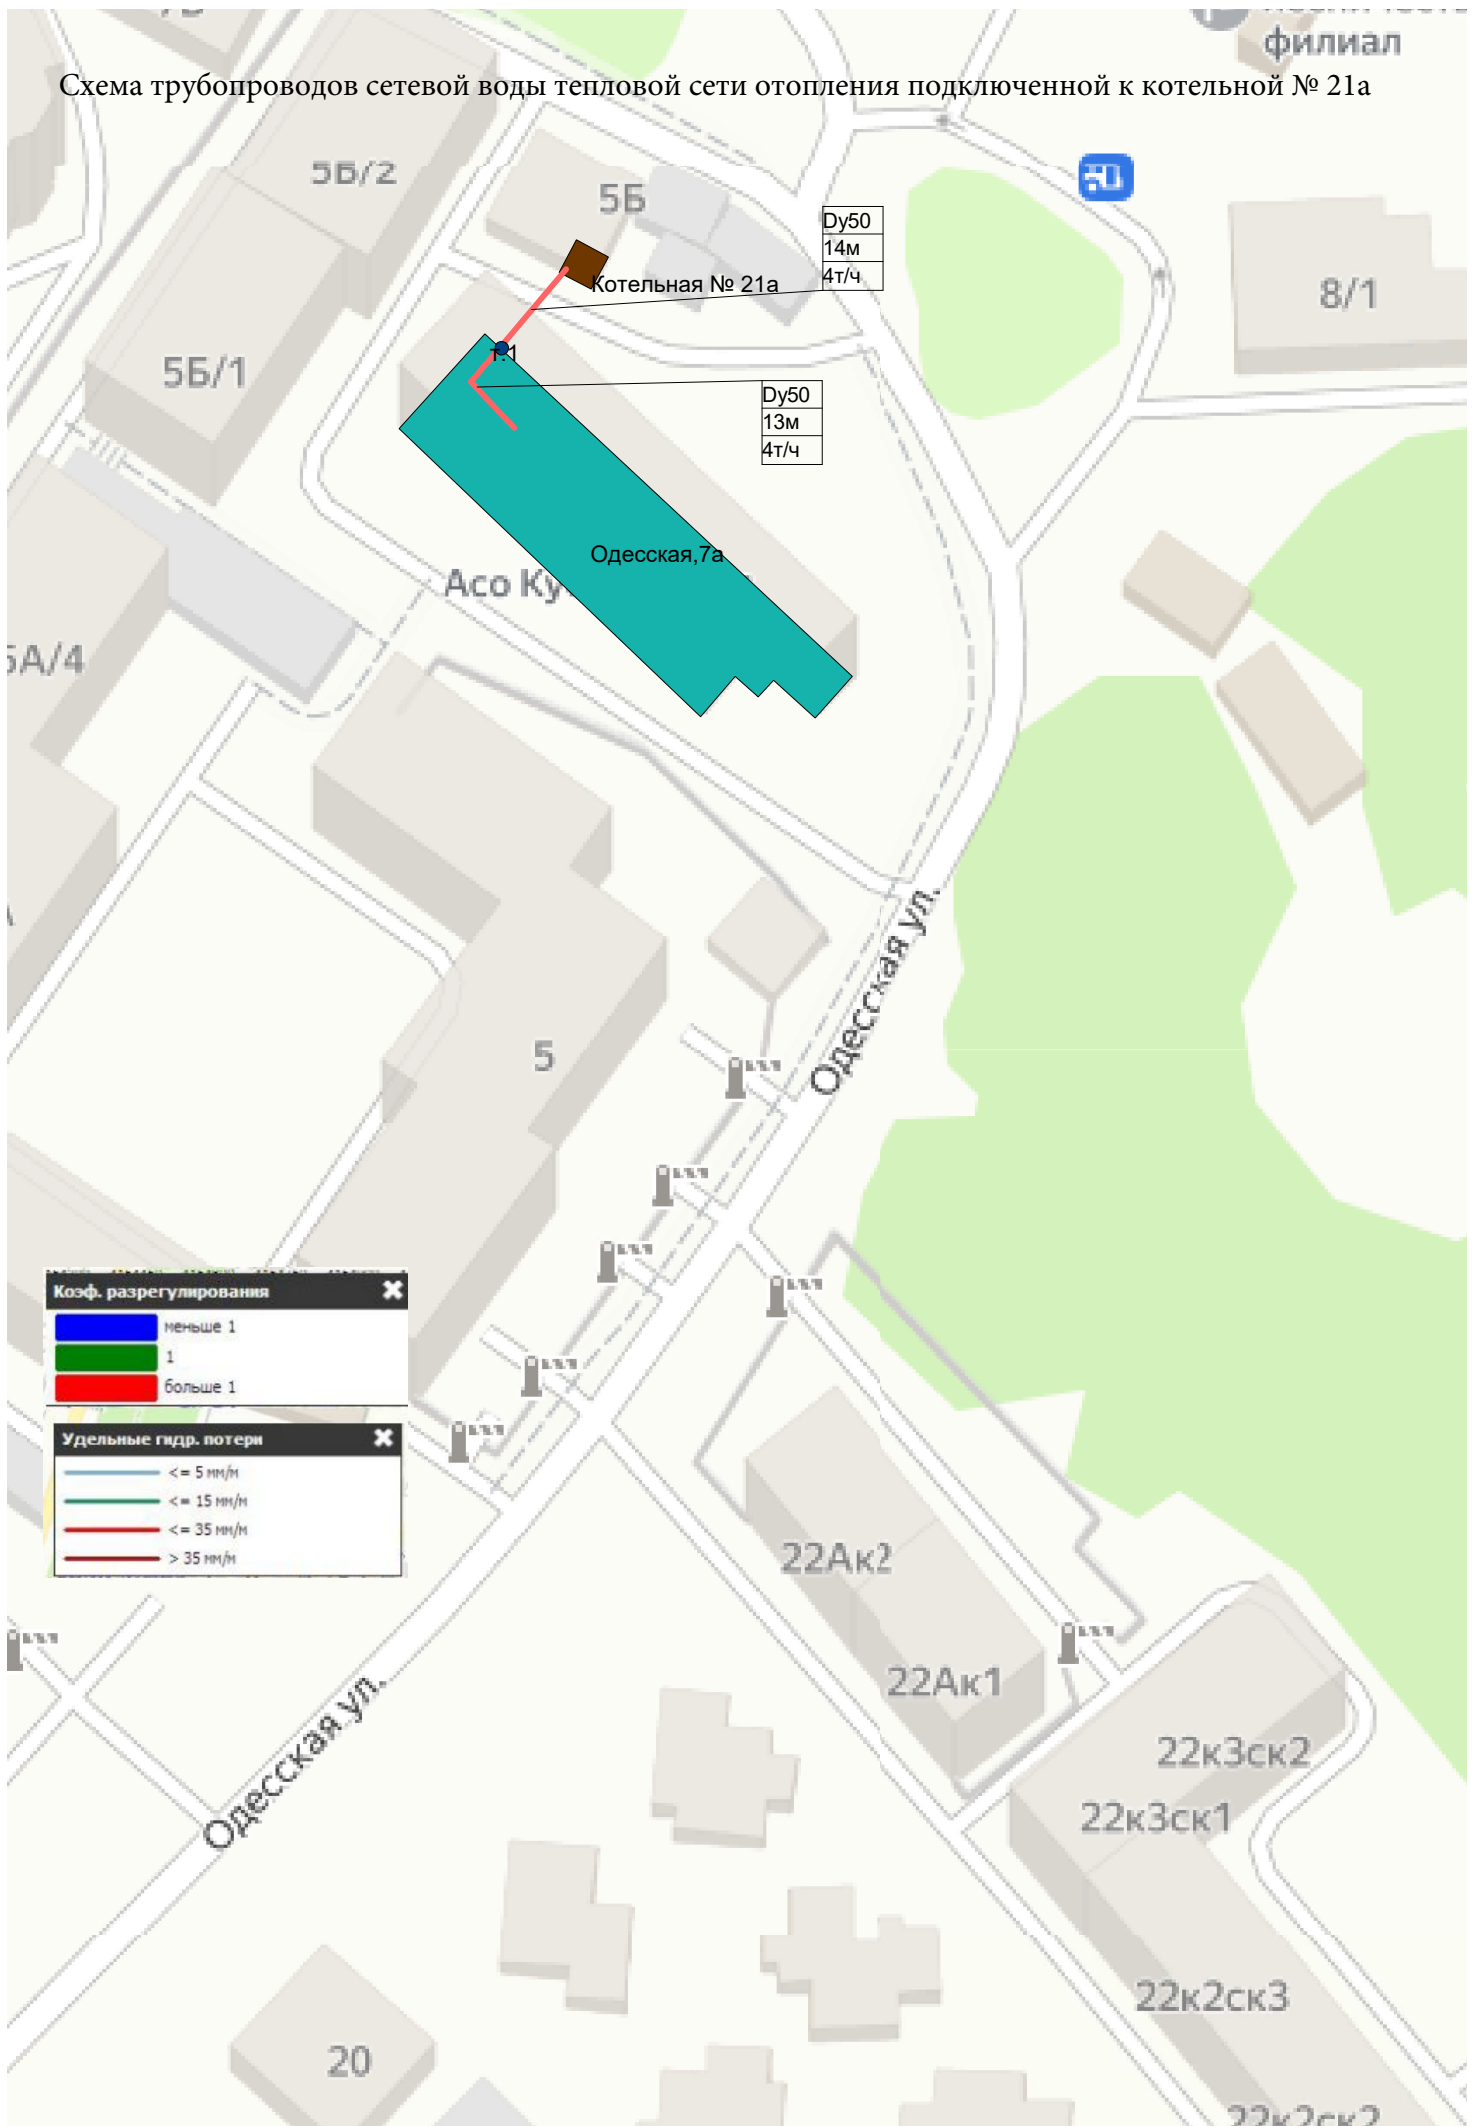 филиал
Схема трубопроводов сетевой воды тепловой сети отопления подключенной к котельной № 21а
5Б/2
5Б
Dy50
14м
4т/ч
Котельная № 21а
8/1
т.1
5Б/1
Dy50
13м
4т/ч
Одесская,7а
Асо Ку
5А/4
Одесская ул.
5
Коэф. разрегулирования
меньше 1
1
больше 1
Удельные гидр. потери
<= 5 мм/м
<= 15 мм/м
<= 35 мм/м
> 35 мм/м
22Ак2
22Ак1
Одесская ул.
22к3ск2
22к3ск1
22к2ск3
20
22к2ск2